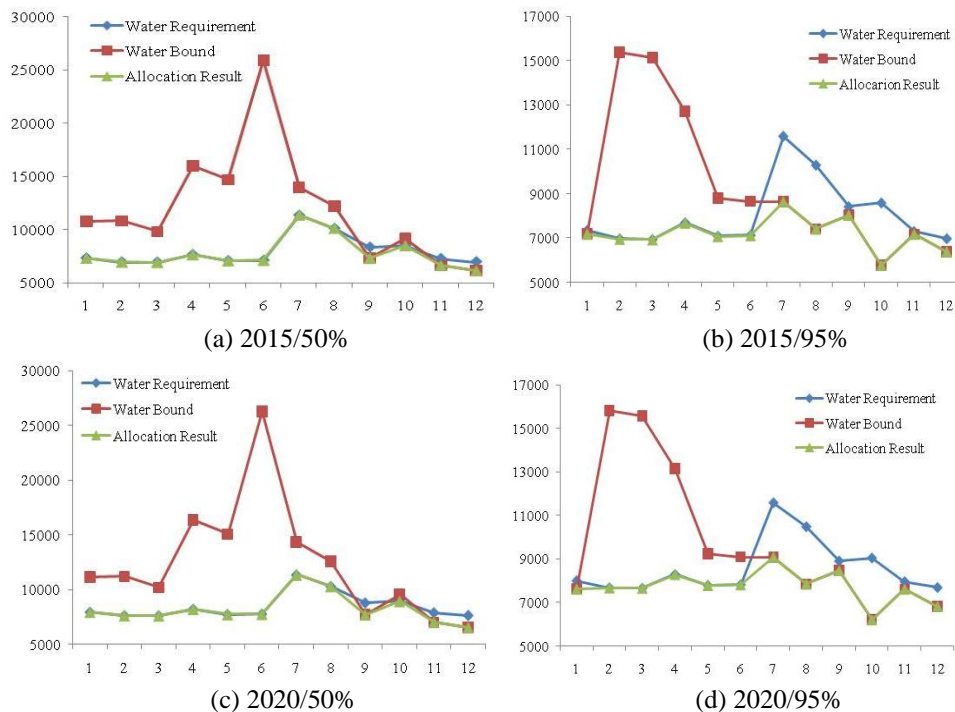 30000
25000
20000
15000
10000
5000
Water Requirement
Water Bound
Allocation Result
1 2 3 4 5 6 7 8 9 10 11 12
(a) 2015/50%
17000
15000
13000
11000
9000
7000
5000
Water Requirement
Water Bound
Allocarion Result
1 2 3 4 5 6 7 8 9 10 11 12
(b) 2015/95%
30000
25000
20000
15000
10000
5000
Water Requirement
Water Bound
Allocation Result
1 2 3 4 5 6 7 8 9 10 11 12
(c) 2020/50%
17000
15000
13000
11000
9000
7000
5000
Water Requirement
Water Bound
Allocation Result
1 2 3 4 5 6 7 8 9 10 11 12
(d) 2020/95%